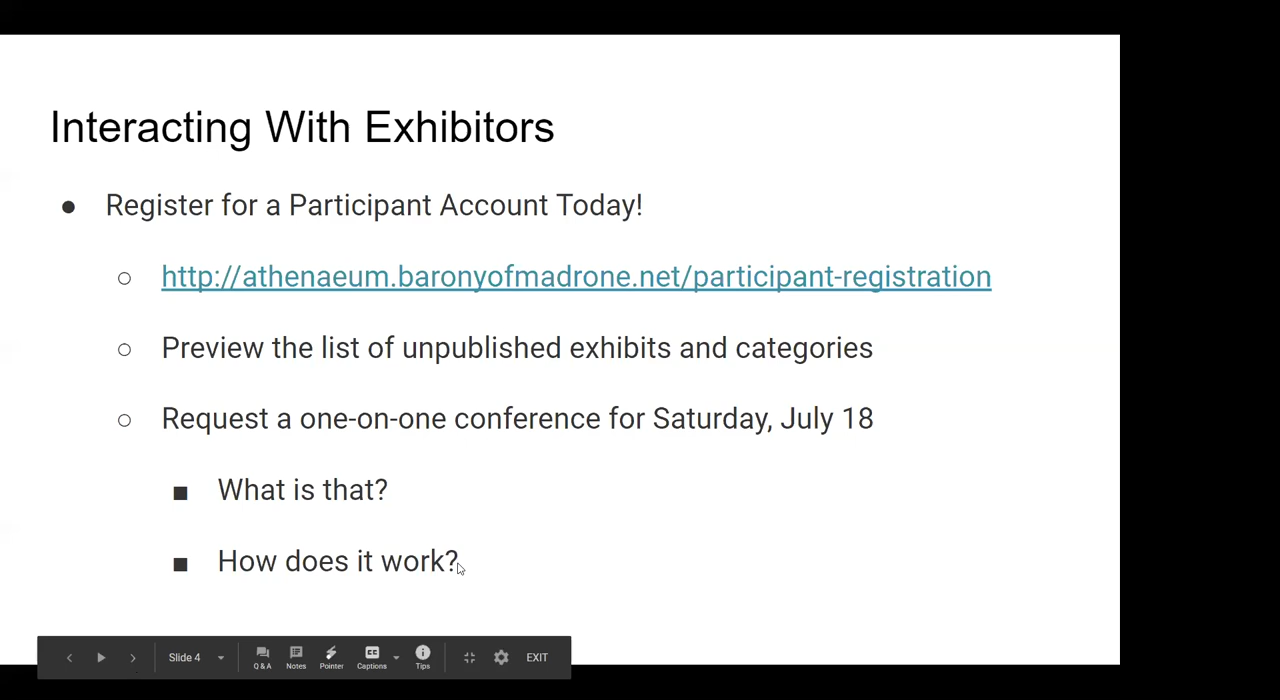 Interacting With Exhibitors
● Register for a Participant Account Today!
○ http://athenaeum.baronyofmadrone.net/participant-registration
○ Preview the list of unpublished exhibits and categories
○ Request a one-on-one conference for Saturday, July 18
■ What is that?
■ How does it work?
Slide 4 Q & A Notes Pointer Captions Tips EXIT